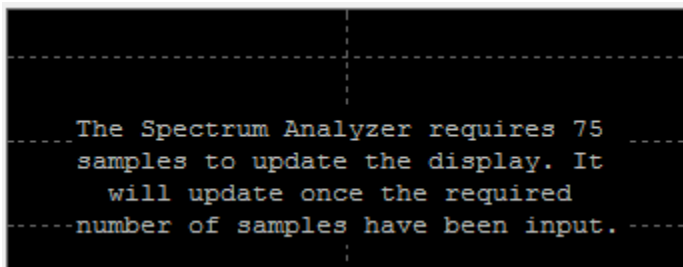 The Spectrum Analyzer requires 75
samples to update the display. It
will update once the required
number of samples have been input.